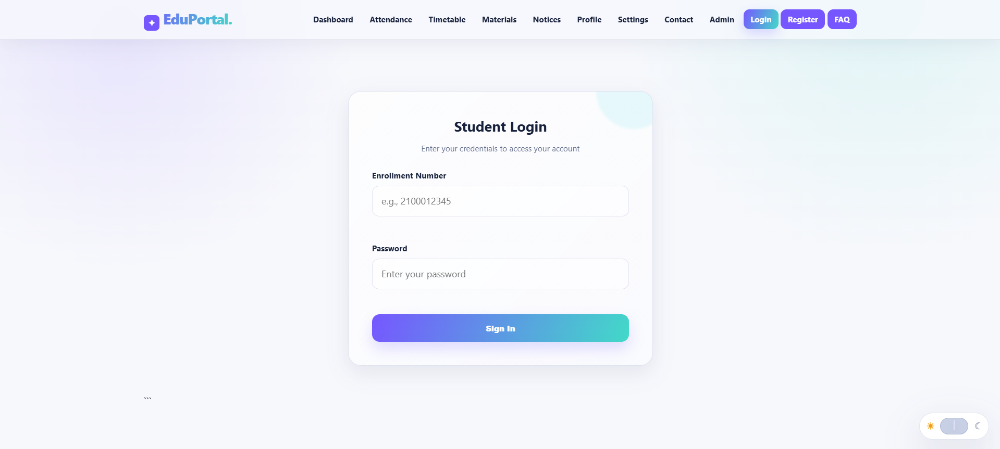 EduPortal.
Dashboard Attendance Timetable Materials Notices Profile Settings Contact Admin Login Register FAQ
Student Login
Enter your credentials to access your account
Enrollment Number
e.g., 2100012345
Password
Enter your password
Sign In
```